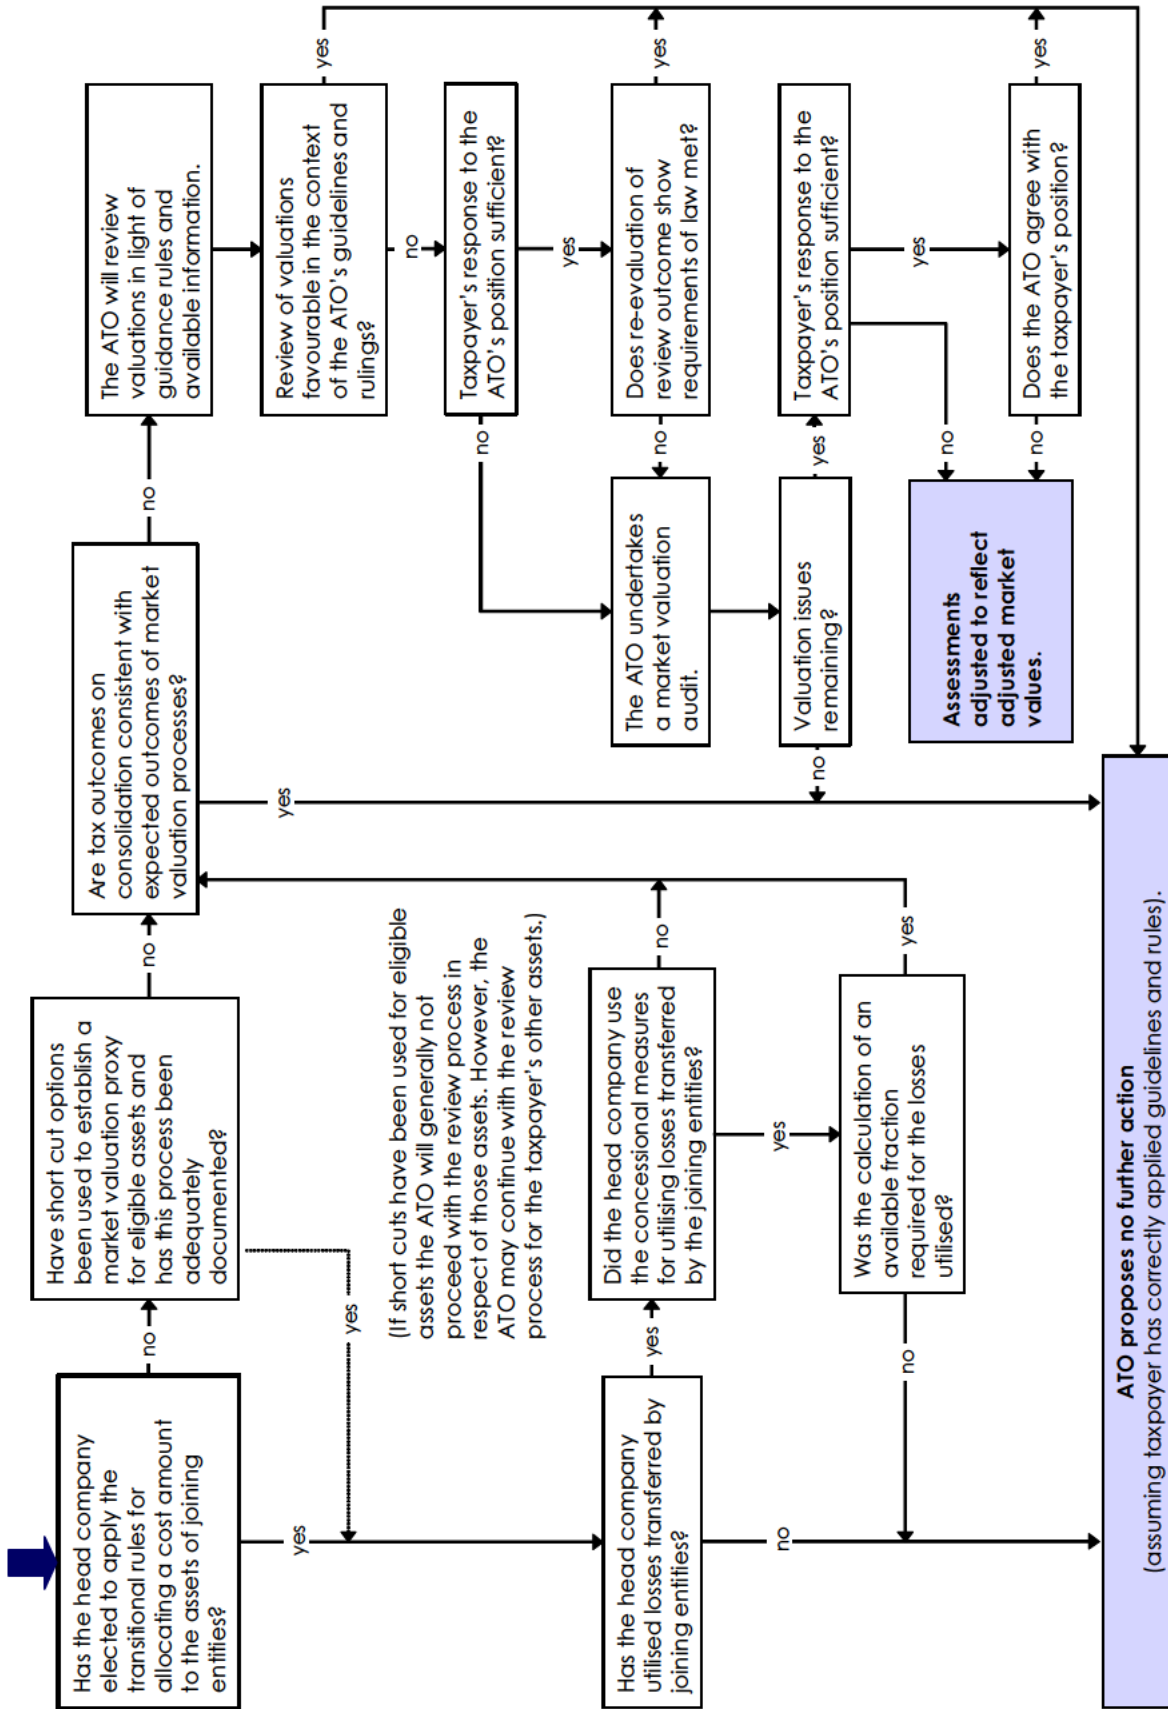 Has the head company
elected to apply the
transitional rules for
allocating a cost amount
to the assets of joining
entities?
no
yes
Have short cut options
been used to establish a
market valuation proxy
for eligible assets and
has this process been
adequately
documented?
no
yes
Are tax outcomes on
consolidation consistent with
expected outcomes of market
valuation processes?
no
yes
The ATO will review
valuations in light of
guidance rules and
available information.
Review of valuations
favourable in the context
of the ATO's guidelines and
rulings?
yes
no
Taxpayer's response to the
ATO's position sufficient?
no
yes
(If short cuts have been used for eligible
assets the ATO will generally not
proceed with the review process in
respect of those assets. However, the
ATO may continue with the review
process for the taxpayer's other assets.)
Has the head company
utilised losses transferred by
joining entities?
yes
no
Did the head company use
the concessional measures
for utilising losses transferred
by the joining entities?
no
yes
Was the calculation of an
available fraction
required for the losses
utilised?
no
yes
The ATO undertakes
a market valuation
audit.
Does re-evaluation of
review outcome show
requirements of law met?
no
yes
Valuation issues
remaining?
no
yes
Taxpayer's response to the
ATO's position sufficient?
no
yes
Assessments
adjusted to reflect
adjusted market
values.
Does the ATO agree with
the taxpayer's position?
no
yes
ATO proposes no further action
(assuming taxpayer has correctly applied guidelines and rules).